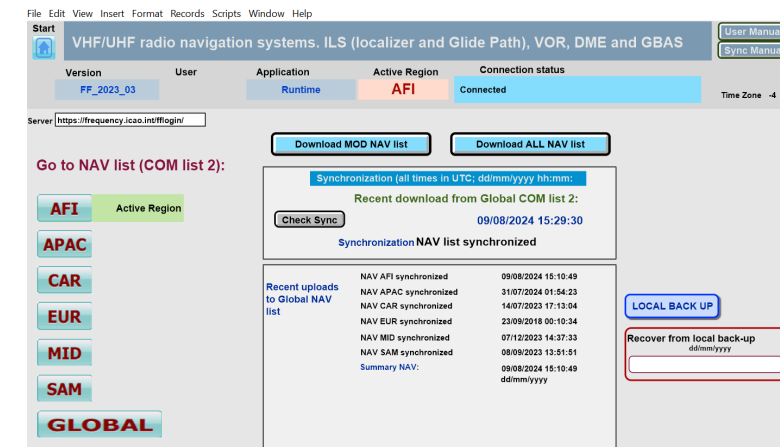 File Edit View Insert Format Records Scripts Window Help
Start
VHF/UHF radio navigation systems. ILS (localizer and Glide Path), VOR, DME and GBAS
User Manua
Sync Manua
Version User Application Active Region Connection status
FF_2023_03 Runtime AFI Connected
Time Zone -4
Server https://frequency.icao.int/fflogin/
Download MOD NAV list Download ALL NAV list
Go to NAV list (COM list 2):
Synchronization (all times in UTC; dd/mm/yyyy hh:mm:
Recent download from Global COM list 2:
Check Sync 09/08/2024 15:29:30
Synchronization NAV list synchronized
AFI Active Region
APAC
CAR
EUR
MID
SAM
GLOBAL
Recent uploads
to Global NAV
list
NAV AFI synchronized 09/08/2024 15:10:49
NAV APAC synchronized 31/07/2024 01:54:23
NAV CAR synchronized 14/07/2023 17:13:04
NAV EUR synchronized 23/09/2018 00:10:34
NAV MID synchronized 07/12/2023 14:37:33
NAV SAM synchronized 08/09/2023 13:51:51
Summary NAV: 09/08/2024 15:10:49
dd/mm/yyyy
LOCAL BACK UP
Recover from local back-up
dd/mm/yyyy